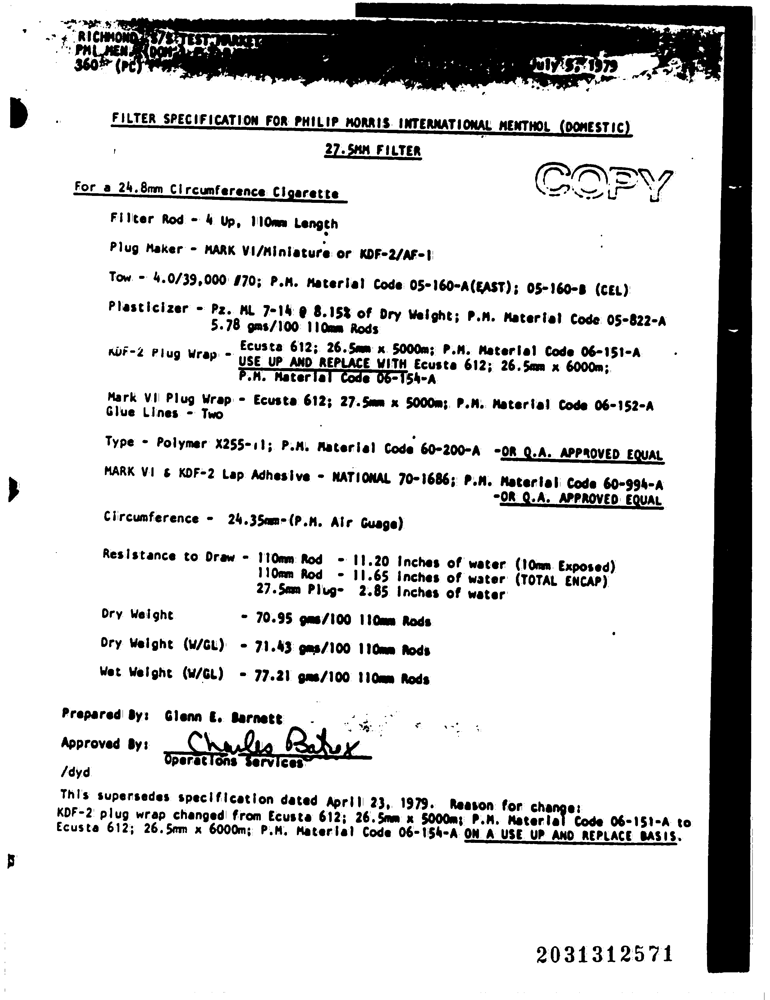 RICHMOND TEST MARKET
PMI MEN. (DOM)
360 (PC)
July 5, 1979
FILTER SPECIFICATION FOR PHILIP MORRIS INTERNATIONAL MENTHOL (DOMESTIC)
27.5MM FILTER
COPY
For a 24.8mm Circumference Cigarette
Filter Rod - 4 Up, 110mm Length
Plug Maker - MARK VI/Miniature or KDF-2/AF-1
Tow - 4.0/39,000 #70; P.M. Material Code 05-160-A(EAST); 05-160-B (CEL)
Plasticizer - Pz. ML 7-14 @ 8.15% of Dry Weight; P.M. Material Code 05-822-A
5.78 gms/100 110mm Rods
KDF-2 Plug Wrap - Ecusta 612; 26.5mm x 5000m; P.M. Material Code 06-151-A
USE UP AND REPLACE WITH Ecusta 612; 26.5mm x 6000m;
P.M. Material Code 06-154-A
Mark VI Plug Wrap - Ecusta 612; 27.5mm x 5000m; P.M. Material Code 06-152-A
Glue Lines - Two
Type - Polymer X255-11; P.M. Material Code 60-200-A -OR Q.A. APPROVED EQUAL
MARK VI & KDF-2 Lap Adhesive - NATIONAL 70-1686; P.M. Material Code 60-994-A
-OR Q.A. APPROVED EQUAL
Circumference - 24.35mm-(P.M. Air Guage)
Resistance to Draw - 110mm Rod - 11.20 Inches of water (10mm Exposed)
110mm Rod - 11.65 Inches of water (TOTAL ENCAP)
27.5mm Plug- 2.85 Inches of water
Dry Weight - 70.95 gms/100 110mm Rods
Dry Weight (W/GL) - 71.43 gms/100 110mm Rods
Wet Weight (W/GL) - 77.21 gms/100 110mm Rods
Prepared By: Glenn E. Barnett
Approved By: Charles
Operations Services
/dyd
This supersedes specification dated April 23, 1979. Reason for change:
KDF-2 plug wrap changed from Ecusta 612; 26.5mm x 5000m; P.M. Material Code 06-151-A to
Ecusta 612; 26.5mm x 6000m; P.M. Material Code 06-154-A ON A USE UP AND REPLACE BASIS.
2031312571